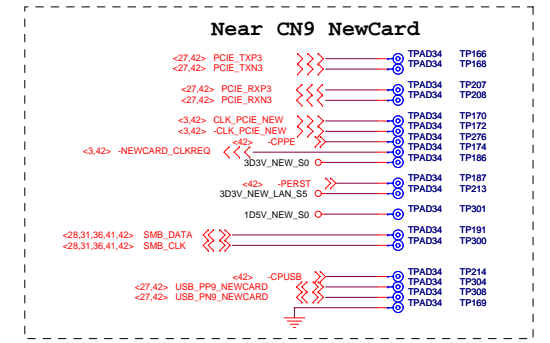 Near CN9 NewCard
<27,42> PCIE_TXP3 TPAD34 TP166
<27,42> PCIE_TXN3 TPAD34 TP168
<27,42> PCIE_RXP3 TPAD34 TP207
<27,42> PCIE_RXN3 TPAD34 TP208
<3,42> CLK_PCIE_NEW TPAD34 TP170
<3,42> -CLK_PCIE_NEW TPAD34 TP172
<42> -CPPE TPAD34 TP276
<3,42> -NEWCARD_CLKREQ TPAD34 TP174
3D3V_NEW_S0 TPAD34 TP186
<42> -PERST TPAD34 TP187
3D3V_NEW_LAN_S5 TPAD34 TP213
1D5V_NEW_S0 TPAD34 TP301
<28,31,36,41,42> SMB_DATA TPAD34 TP191
<28,31,36,41,42> SMB_CLK TPAD34 TP300
<42> -CPUSB TPAD34 TP214
<27,42> USB_PP9_NEWCARD TPAD34 TP304
<27,42> USB_PN9_NEWCARD TPAD34 TP308
TPAD34 TP169